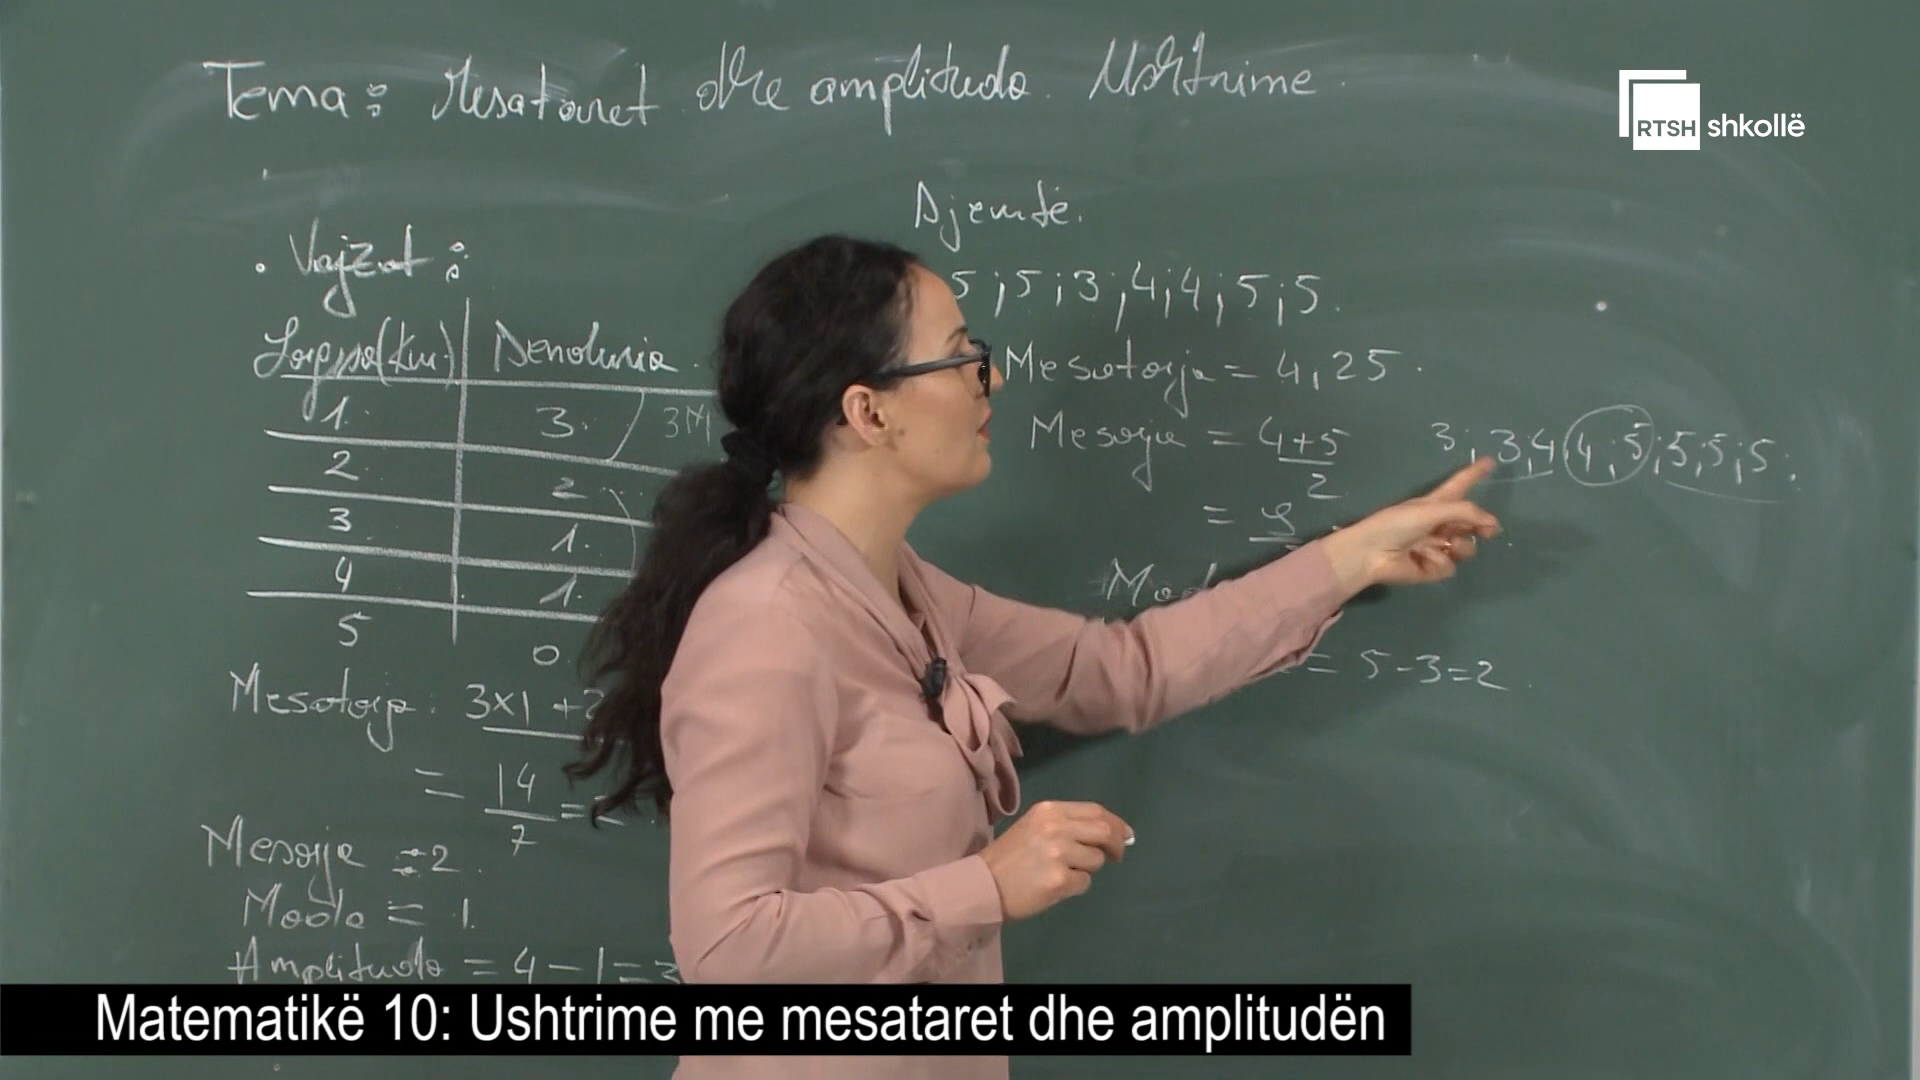 Tema: Mesataret dhe amplituda. Ushtrime.
RTSH shkollë
Djemtë.
• Vajzat:
5;5;3;4;4;5;5.
Largësia(km) Denduria
Mesatarja = 4,25.
1. 3.
Mesorja = 4+5
2
3;3;4;4;5;5;5;5.
2. 2.
= 9
3 1.
4 1.
5 0.
= 5-3=2.
Mesatarja: 3x1 +2
= 14
7
=2.
Mesorja = 2.
Moda = 1.
Amplituda = 4-1=3
Matematikë 10: Ushtrime me mesataret dhe amplitudën